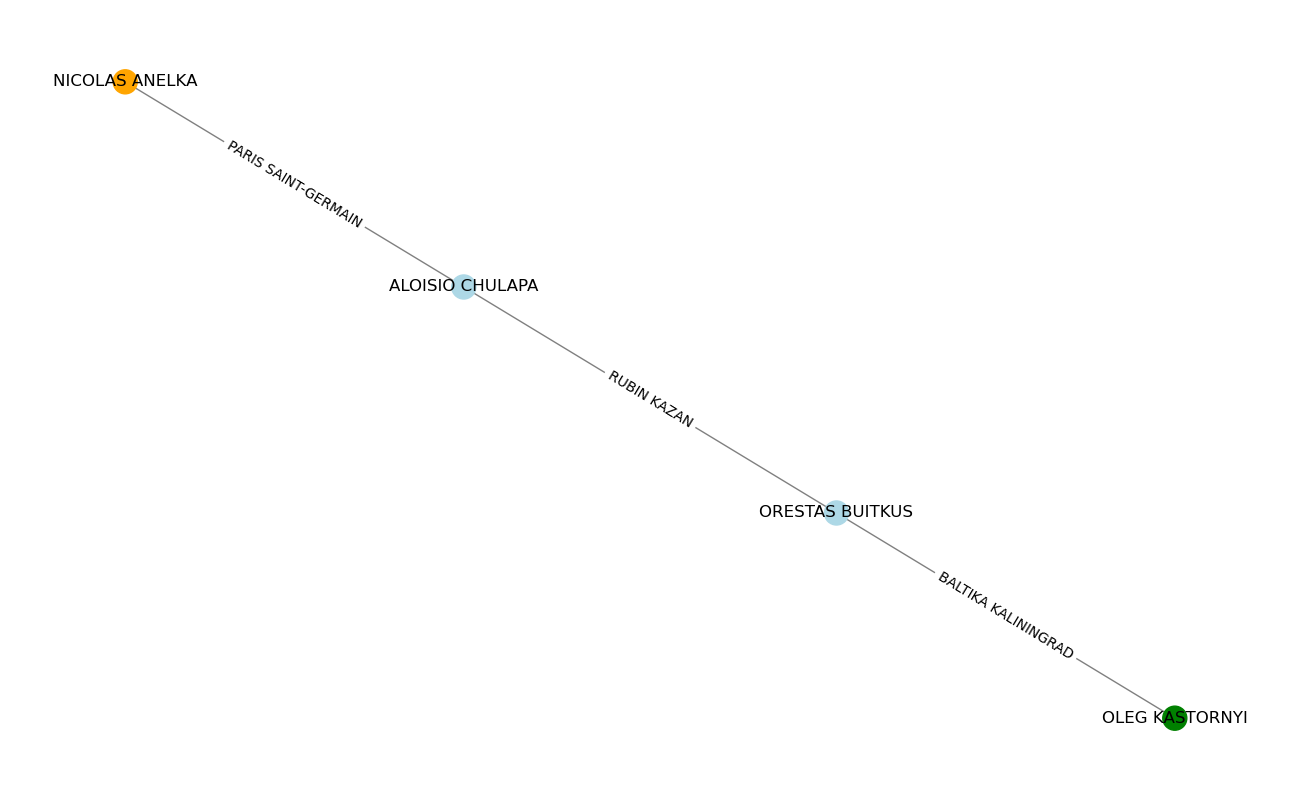 NICOLAS ANELKA
PARIS SAINT-GERMAIN
ALOISIO CHULAPA
RUBIN KAZAN
ORESTAS BUITKUS
BALTIKA KALININGRAD
OLEG KASTORNYI